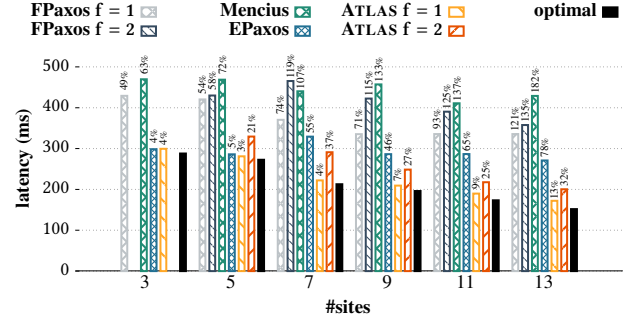 FPaxos f = 1 Mencius ATLAS f = 1 optimal
FPaxos f = 2 EPaxos ATLAS f = 2
latency (ms)
500
400
300
200
100
0
49% 63% 4% 4%
54% 58% 72% 5% 3% 21%
74% 119% 107% 55% 4% 37%
71% 115% 133% 46% 7% 27%
93% 125% 137% 65% 9% 25%
121% 135% 182% 78% 13% 32%
3 5 7 9 11 13
#sites